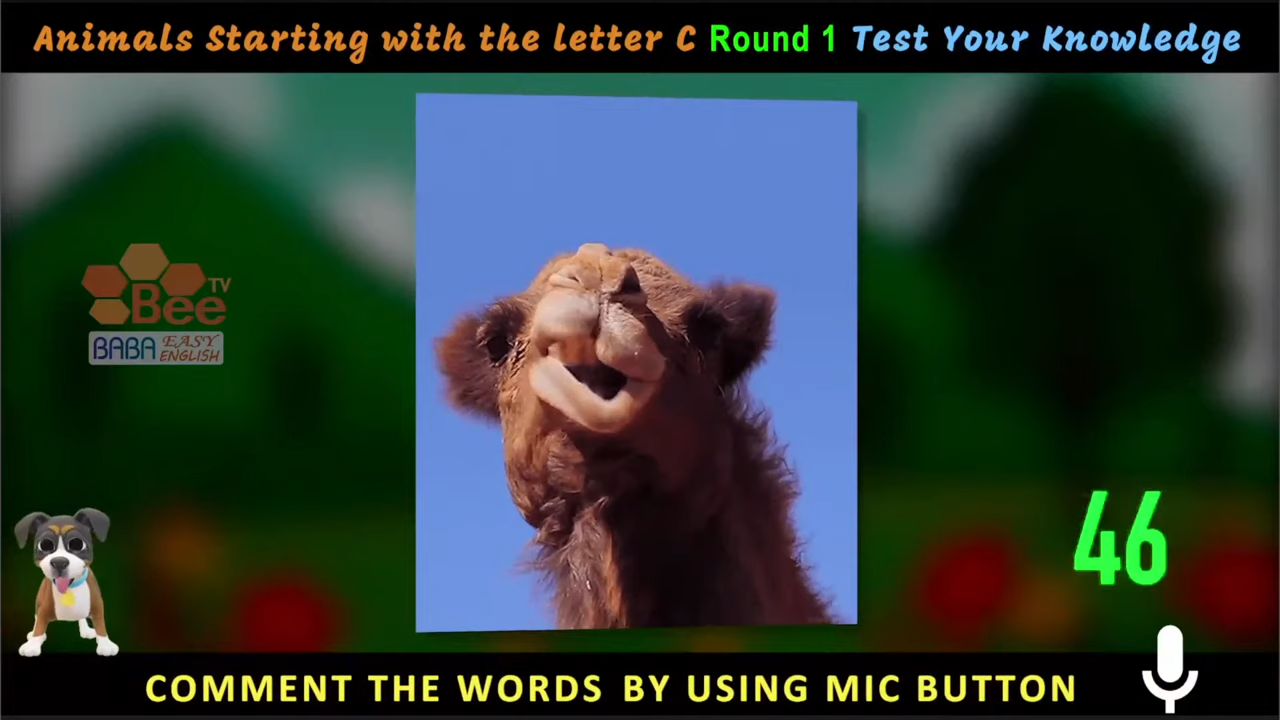 Animals Starting with the letter C Round 1 Test Your Knowledge
Bee TV
BABA EASY ENGLISH
46
COMMENT THE WORDS BY USING MIC BUTTON